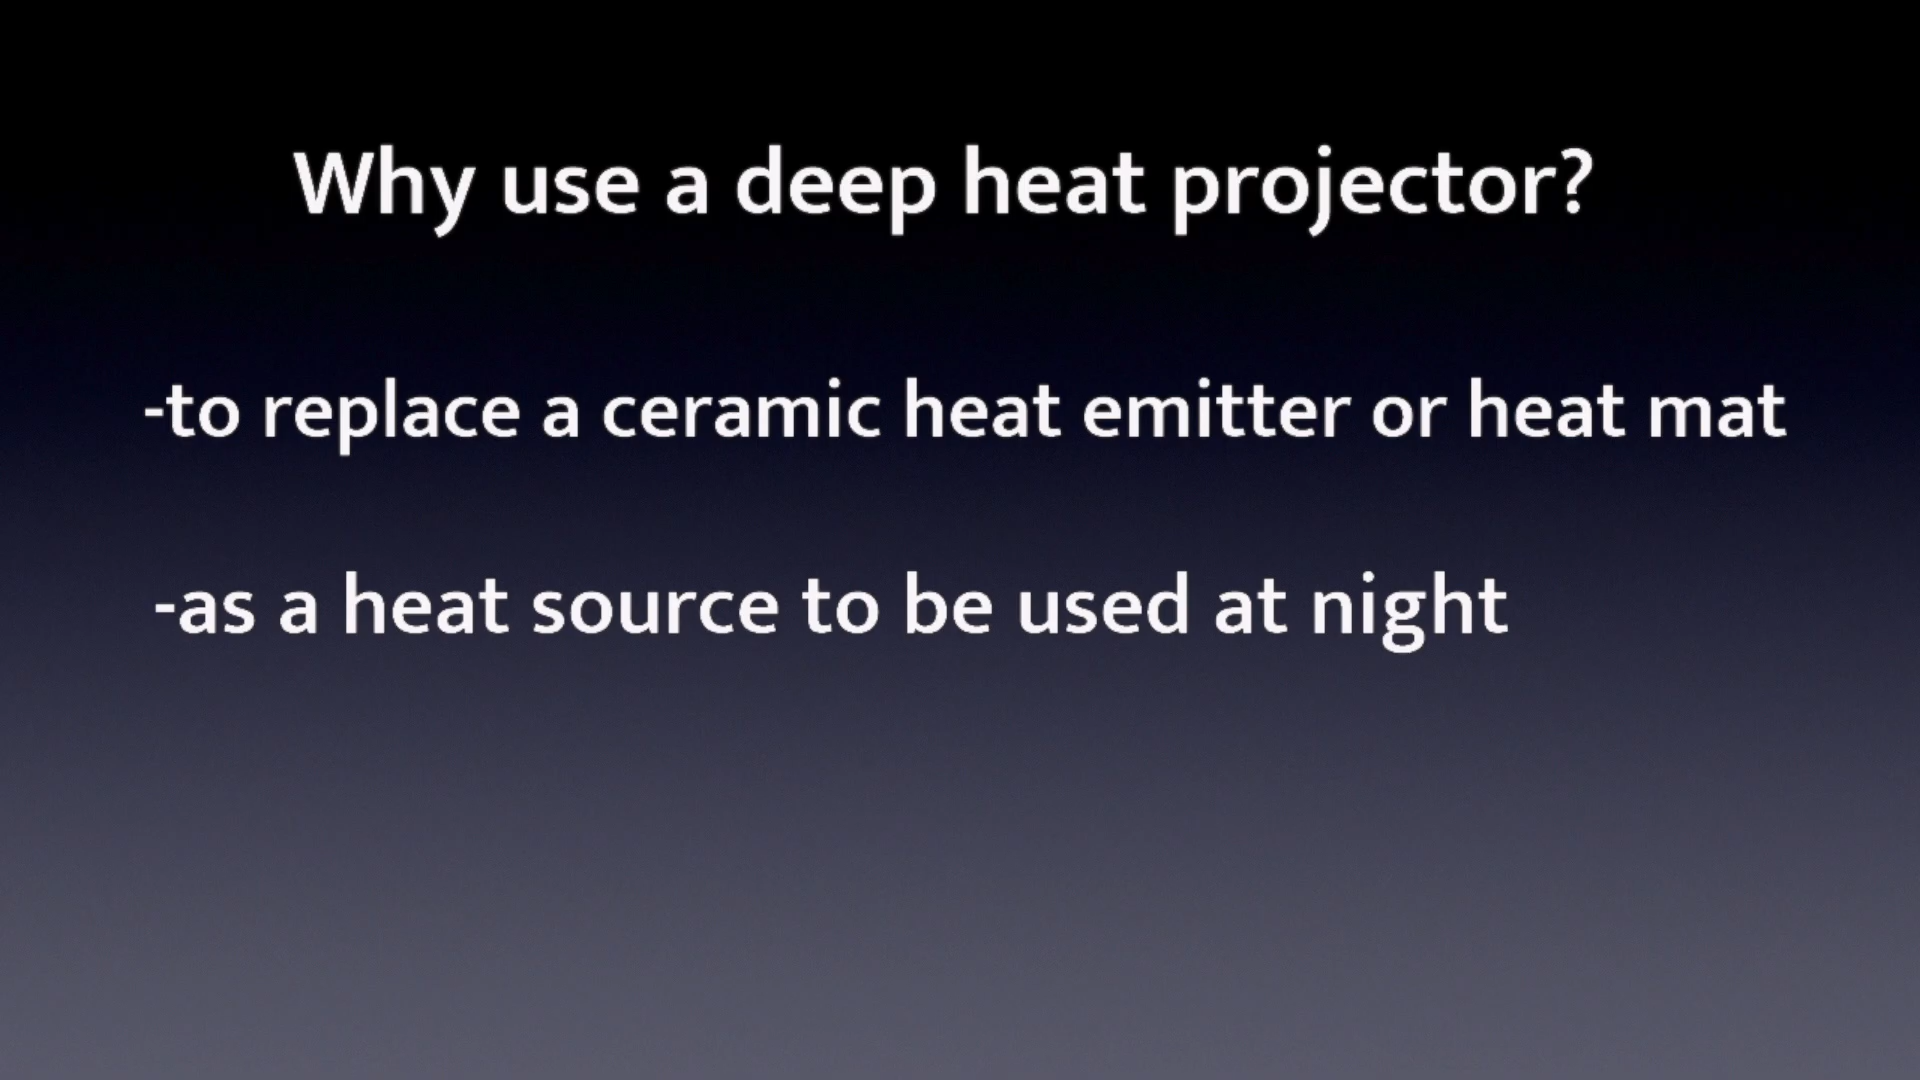 Why use a deep heat projector?
-to replace a ceramic heat emitter or heat mat
-as a heat source to be used at night